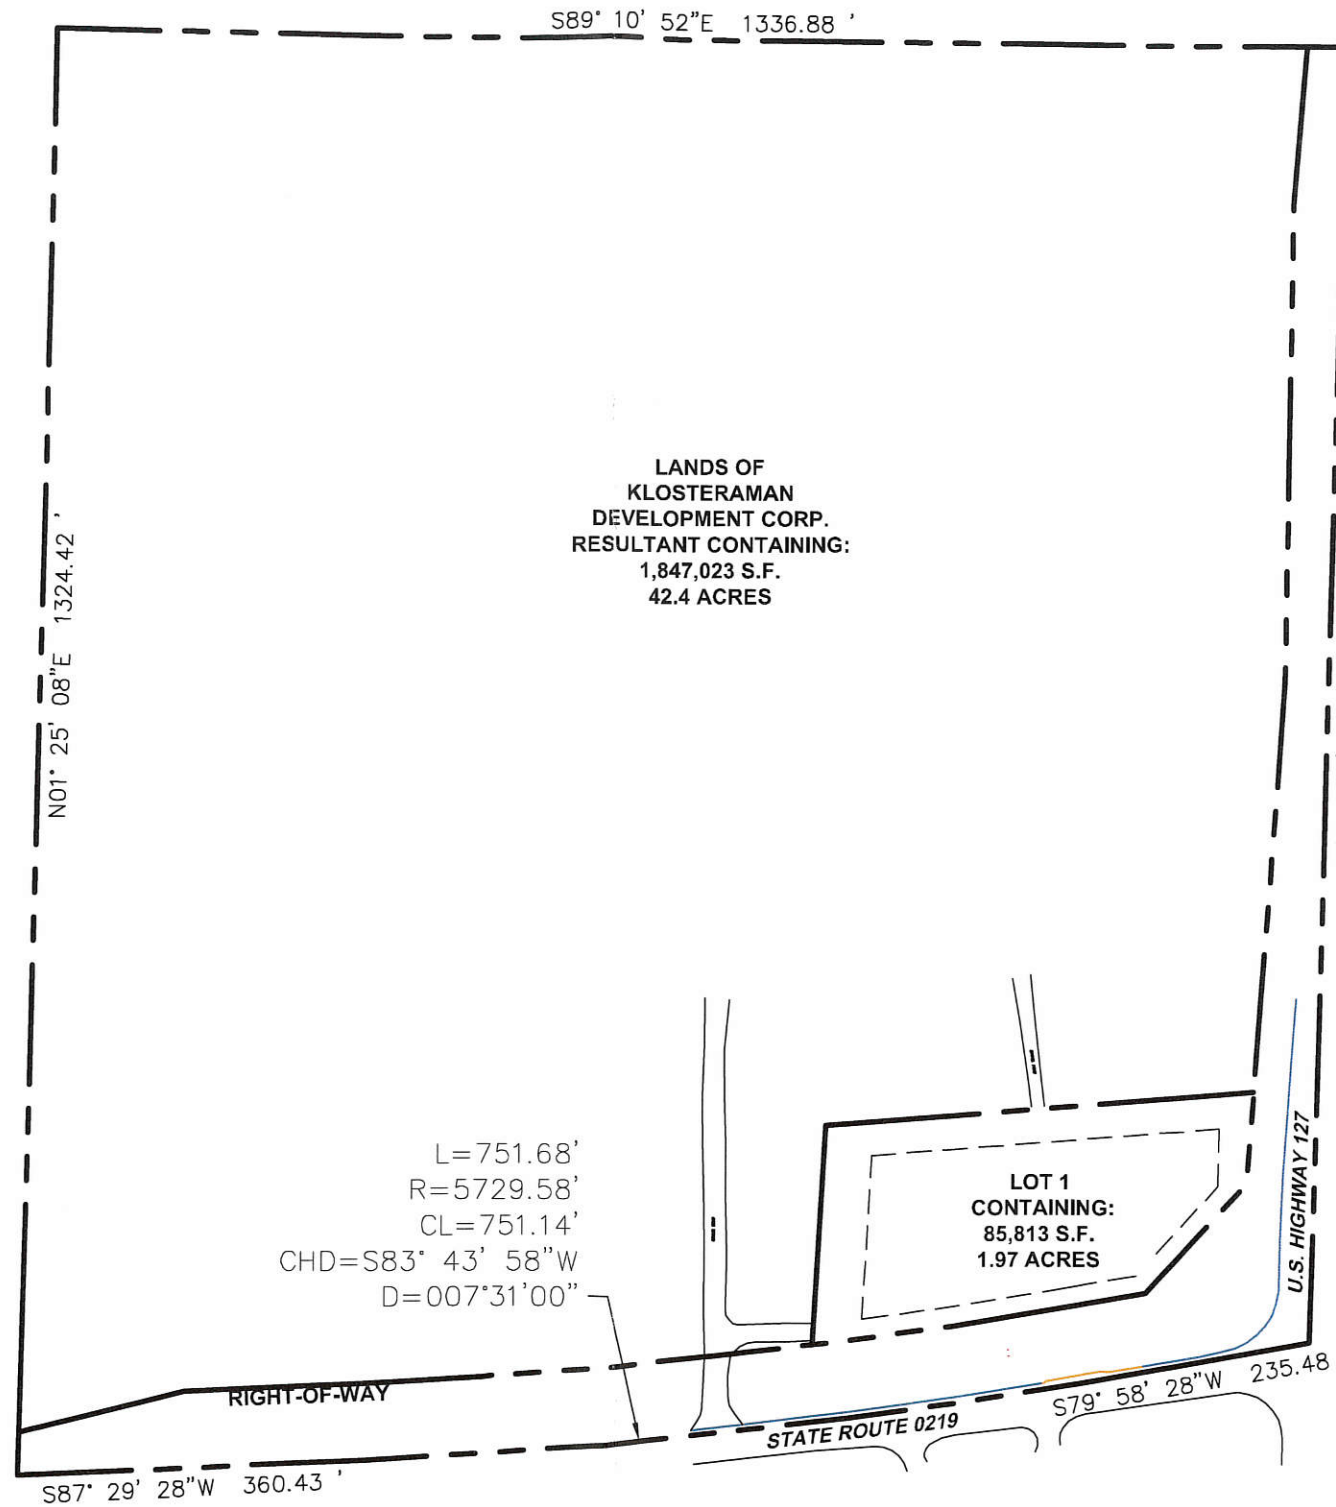 S89° 10' 52"E 1336.88 '
N01° 25' 08"E 1324.42 '
LANDS OF
KLOSTERAMAN
DEVELOPMENT CORP.
RESULTANT CONTAINING:
1,847,023 S.F.
42.4 ACRES
L=751.68'
R=5729.58'
CL=751.14'
CHD=S83° 43' 58"W
D=007°31'00"
LOT 1
CONTAINING:
85,813 S.F.
1.97 ACRES
U.S. HIGHWAY 127
RIGHT-OF-WAY
STATE ROUTE 0219
S79° 58' 28"W 235.48
S87° 29' 28"W 360.43 '